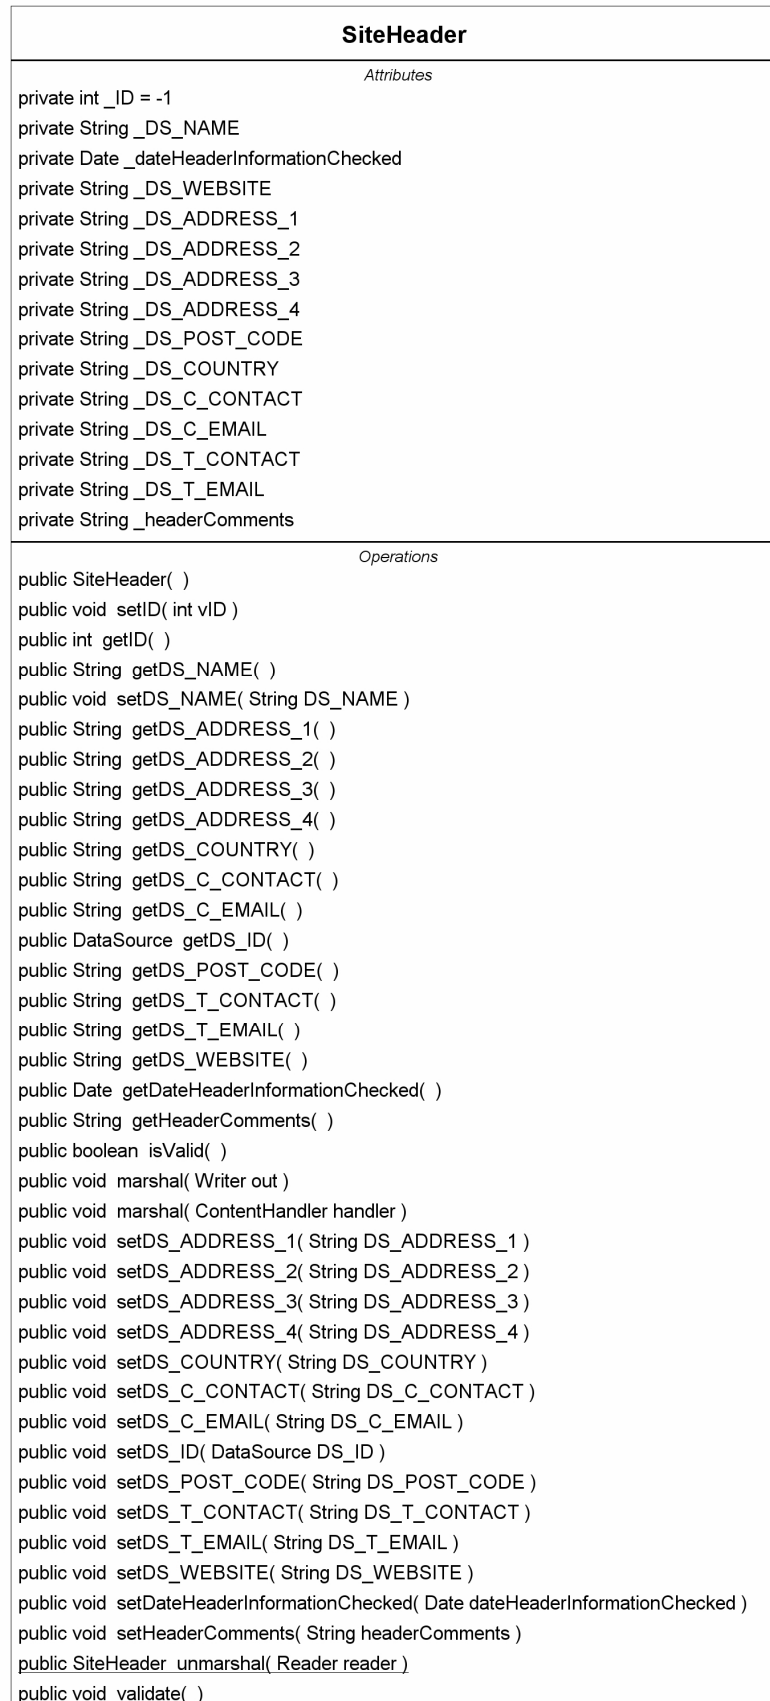 SiteHeader
Attributes
private int _ID = -1
private String _DS_NAME
private Date _dateHeaderInformationChecked
private String _DS_WEBSITE
private String _DS_ADDRESS_1
private String _DS_ADDRESS_2
private String _DS_ADDRESS_3
private String _DS_ADDRESS_4
private String _DS_POST_CODE
private String _DS_COUNTRY
private String _DS_C_CONTACT
private String _DS_C_EMAIL
private String _DS_T_CONTACT
private String _DS_T_EMAIL
private String _headerComments
Operations
public SiteHeader( )
public void setID( int vID )
public int getID( )
public String getDS_NAME( )
public void setDS_NAME( String DS_NAME )
public String getDS_ADDRESS_1( )
public String getDS_ADDRESS_2( )
public String getDS_ADDRESS_3( )
public String getDS_ADDRESS_4( )
public String getDS_COUNTRY( )
public String getDS_C_CONTACT( )
public String getDS_C_EMAIL( )
public DataSource getDS_ID( )
public String getDS_POST_CODE( )
public String getDS_T_CONTACT( )
public String getDS_T_EMAIL( )
public String getDS_WEBSITE( )
public Date getDateHeaderInformationChecked( )
public String getHeaderComments( )
public boolean isValid( )
public void marshal( Writer out )
public void marshal( ContentHandler handler )
public void setDS_ADDRESS_1( String DS_ADDRESS_1 )
public void setDS_ADDRESS_2( String DS_ADDRESS_2 )
public void setDS_ADDRESS_3( String DS_ADDRESS_3 )
public void setDS_ADDRESS_4( String DS_ADDRESS_4 )
public void setDS_COUNTRY( String DS_COUNTRY )
public void setDS_C_CONTACT( String DS_C_CONTACT )
public void setDS_C_EMAIL( String DS_C_EMAIL )
public void setDS_ID( DataSource DS_ID )
public void setDS_POST_CODE( String DS_POST_CODE )
public void setDS_T_CONTACT( String DS_T_CONTACT )
public void setDS_T_EMAIL( String DS_T_EMAIL )
public void setDS_WEBSITE( String DS_WEBSITE )
public void setDateHeaderInformationChecked( Date dateHeaderInformationChecked )
public void setHeaderComments( String headerComments )
public SiteHeader unmarshal( Reader reader )
public void validate( )